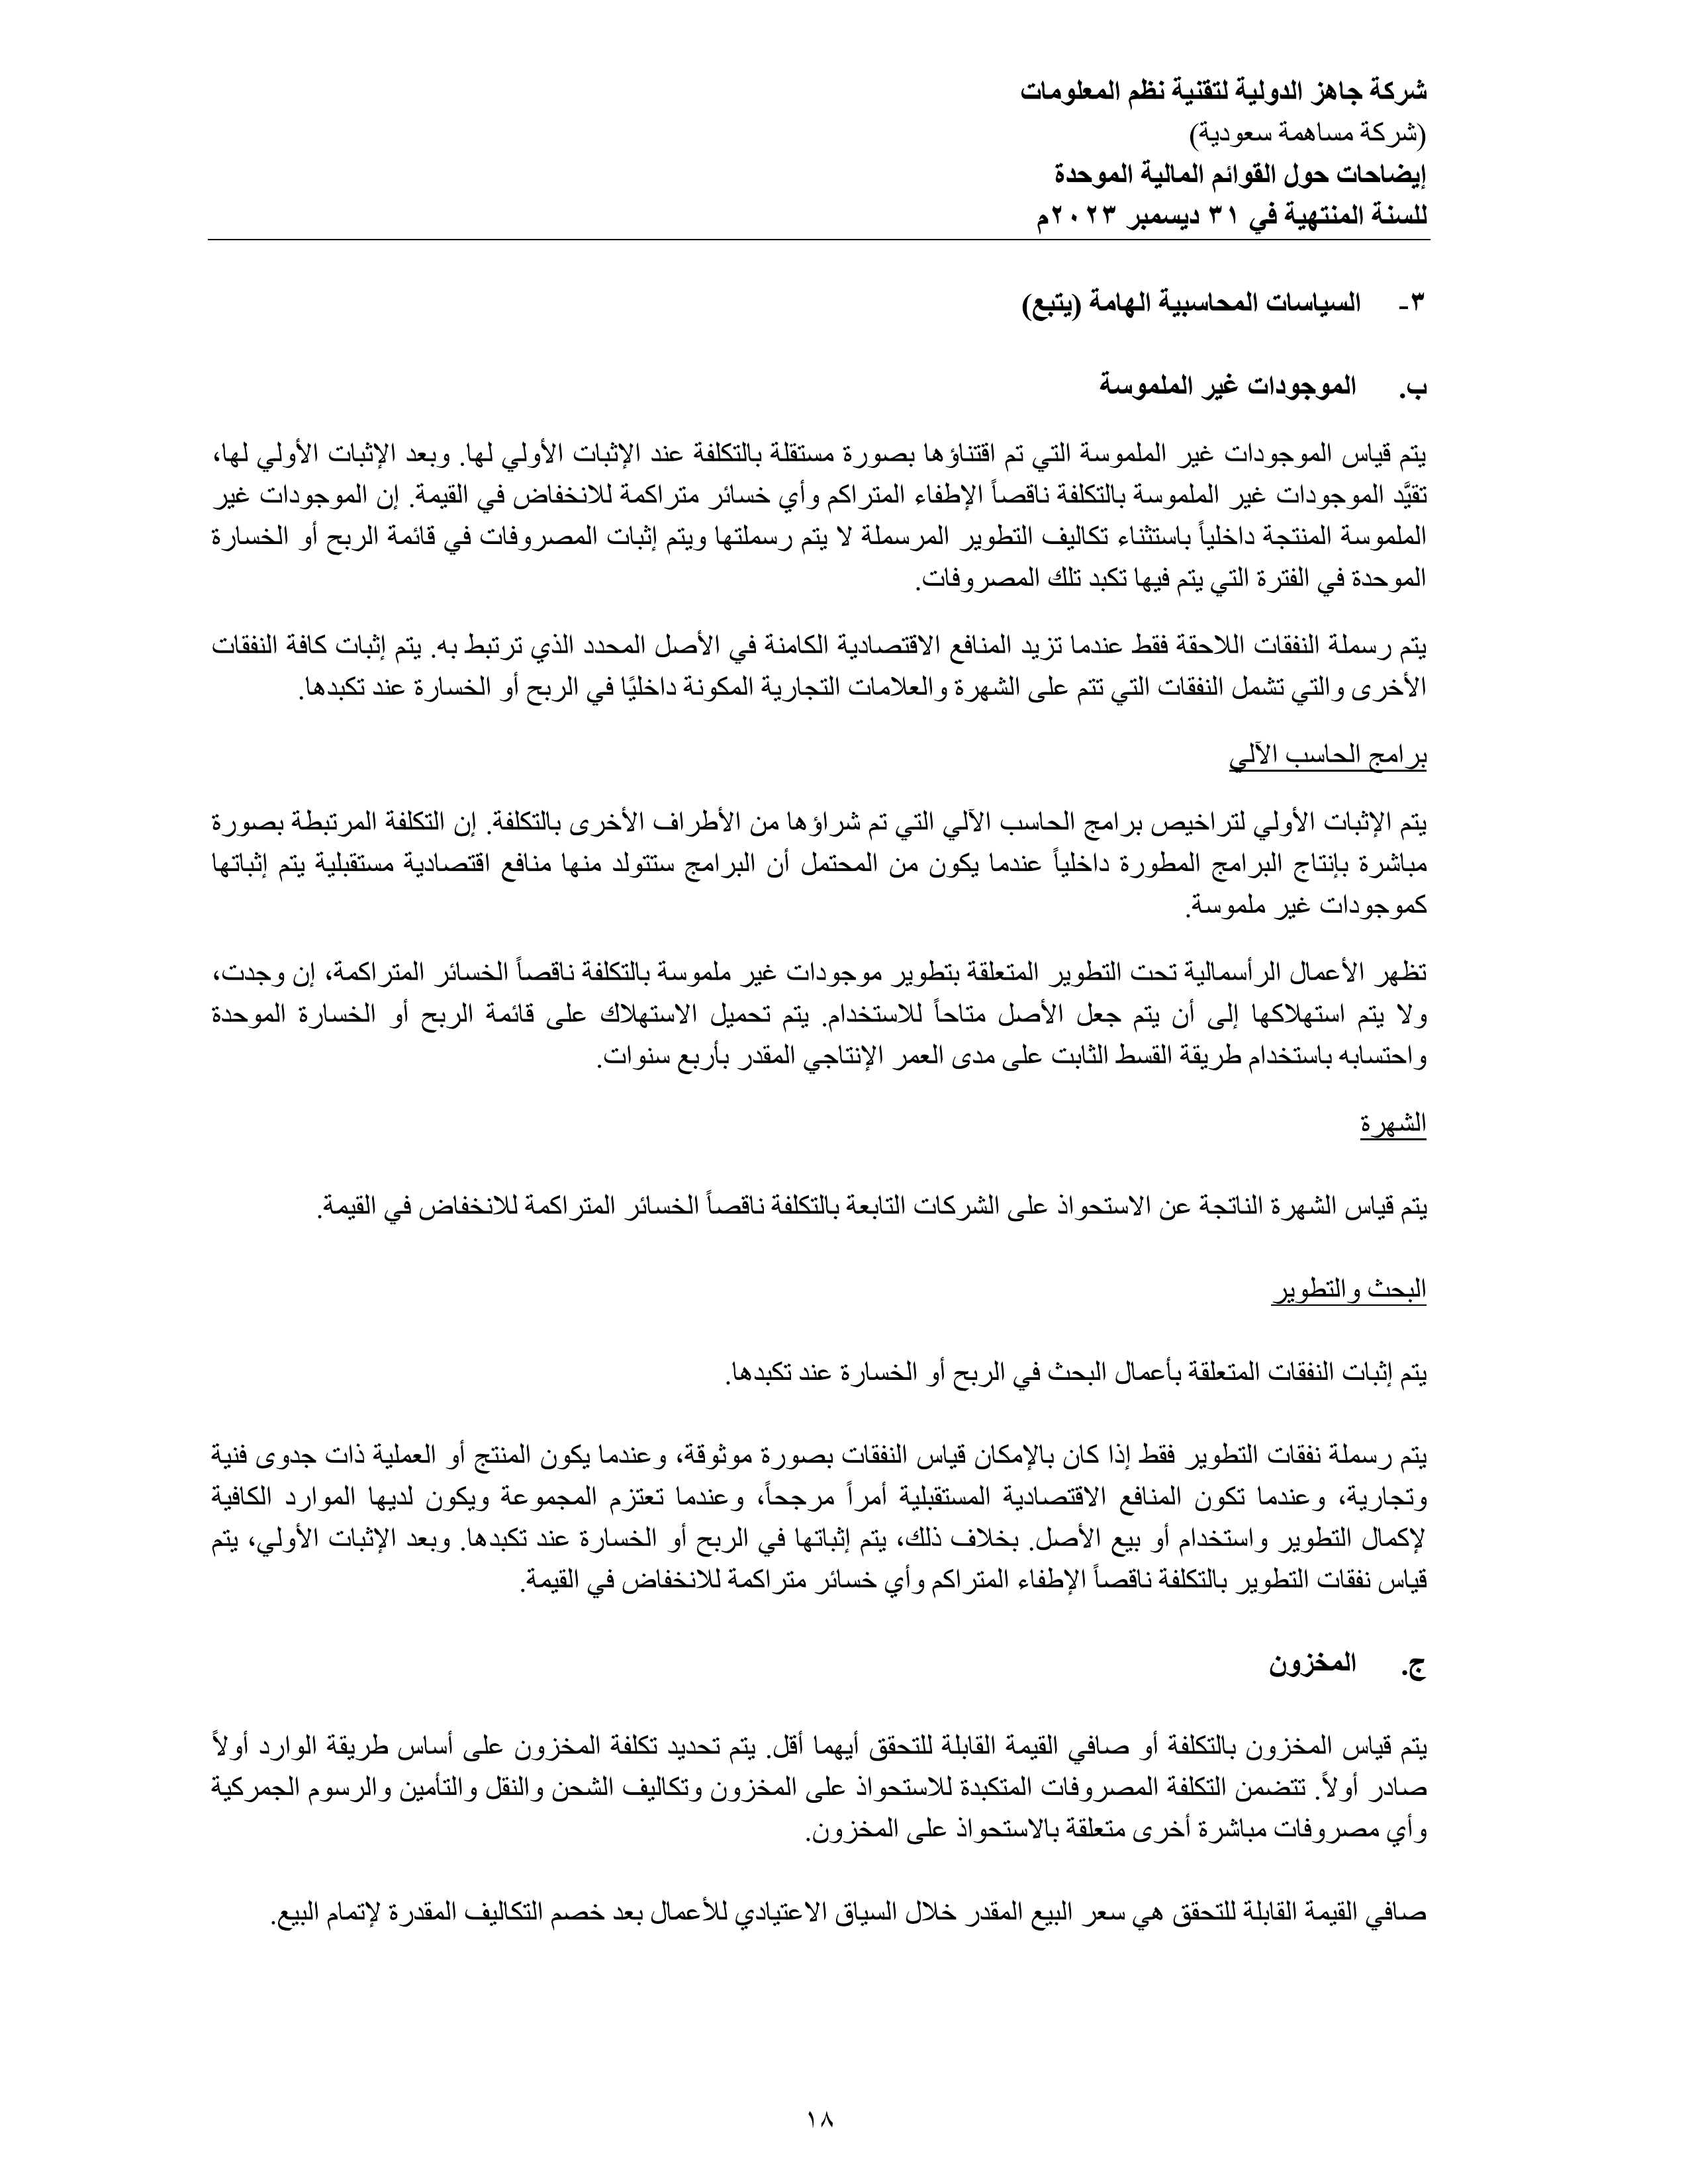 شركة جاهز الدولية لتقنية نظم المعلومات
(شركة مساهمة سعودية)
إيضاحات حول القوائم المالية الموحدة
للسنة المنتهية في ٣١ ديسمبر ٢٠٢٣م
٣- السياسات المحاسبية الهامة (يتبع)
ب. الموجودات غير الملموسة
يتم قياس الموجودات غير الملموسة التي تم اقتناؤها بصورة مستقلة بالتكلفة عند الإثبات الأولي لها. وبعد الإثبات الأولي لها،
تقيَّد الموجودات غير الملموسة بالتكلفة ناقصاً الإطفاء المتراكم وأي خسائر متراكمة للانخفاض في القيمة. إن الموجودات غير
الملموسة المنتجة داخلياً باستثناء تكاليف التطوير المرسملة لا يتم رسملتها ويتم إثبات المصروفات في قائمة الربح أو الخسارة
الموحدة في الفترة التي يتم فيها تكبد تلك المصروفات.
يتم رسملة النفقات اللاحقة فقط عندما تزيد المنافع الاقتصادية الكامنة في الأصل المحدد الذي ترتبط به. يتم إثبات كافة النفقات
الأخرى والتي تشمل النفقات التي تتم على الشهرة والعلامات التجارية المكونة داخليًا في الربح أو الخسارة عند تكبدها.
برامج الحاسب الآلي
يتم الإثبات الأولي لتراخيص برامج الحاسب الآلي التي تم شراؤها من الأطراف الأخرى بالتكلفة. إن التكلفة المرتبطة بصورة
مباشرة بإنتاج البرامج المطورة داخلياً عندما يكون من المحتمل أن البرامج ستتولد منها منافع اقتصادية مستقبلية يتم إثباتها
كموجودات غير ملموسة.
تظهر الأعمال الرأسمالية تحت التطوير المتعلقة بتطوير موجودات غير ملموسة بالتكلفة ناقصاً الخسائر المتراكمة، إن وجدت،
ولا يتم استهلاكها إلى أن يتم جعل الأصل متاحاً للاستخدام. يتم تحميل الاستهلاك على قائمة الربح أو الخسارة الموحدة
واحتسابه باستخدام طريقة القسط الثابت على مدى العمر الإنتاجي المقدر بأربع سنوات.
الشهرة
يتم قياس الشهرة الناتجة عن الاستحواذ على الشركات التابعة بالتكلفة ناقصاً الخسائر المتراكمة للانخفاض في القيمة.
البحث والتطوير
يتم إثبات النفقات المتعلقة بأعمال البحث في الربح أو الخسارة عند تكبدها.
يتم رسملة نفقات التطوير فقط إذا كان بالإمكان قياس النفقات بصورة موثوقة، وعندما يكون المنتج أو العملية ذات جدوى فنية
وتجارية، وعندما تكون المنافع الاقتصادية المستقبلية أمراً مرجحاً، وعندما تعتزم المجموعة ويكون لديها الموارد الكافية
لإكمال التطوير واستخدام أو بيع الأصل. بخلاف ذلك، يتم إثباتها في الربح أو الخسارة عند تكبدها. وبعد الإثبات الأولي، يتم
قياس نفقات التطوير بالتكلفة ناقصاً الإطفاء المتراكم وأي خسائر متراكمة للانخفاض في القيمة.
ج. المخزون
يتم قياس المخزون بالتكلفة أو صافي القيمة القابلة للتحقق أيهما أقل. يتم تحديد تكلفة المخزون على أساس طريقة الوارد أولاً
صادر أولاً. تتضمن التكلفة المصروفات المتكبدة للاستحواذ على المخزون وتكاليف الشحن والنقل والتأمين والرسوم الجمركية
وأي مصروفات مباشرة أخرى متعلقة بالاستحواذ على المخزون.
صافي القيمة القابلة للتحقق هي سعر البيع المقدر خلال السياق الاعتيادي للأعمال بعد خصم التكاليف المقدرة لإتمام البيع.
١٨